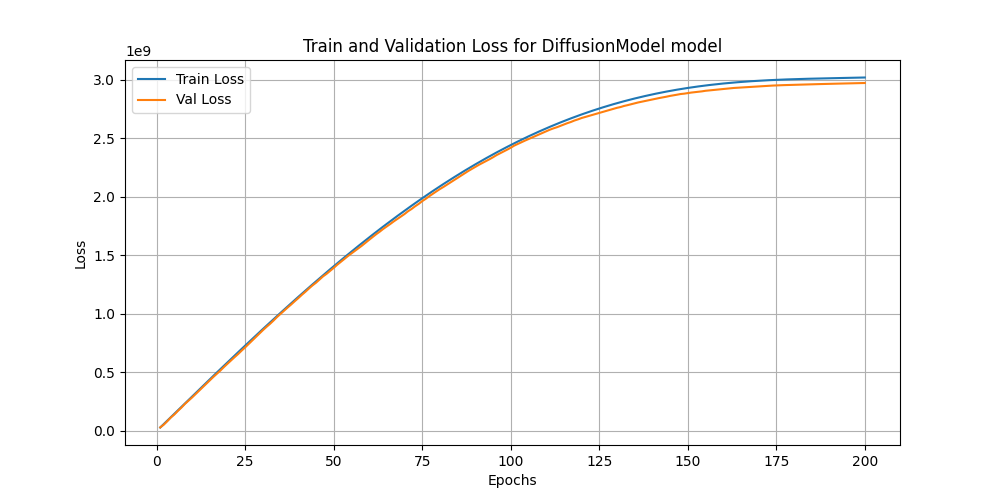 Train and Validation Loss for DiffusionModel model
1e9
Train Loss
Val Loss
3.0
2.5
2.0
1.5
1.0
0.5
0.0
Loss
0 25 50 75 100 125 150 175 200
Epochs